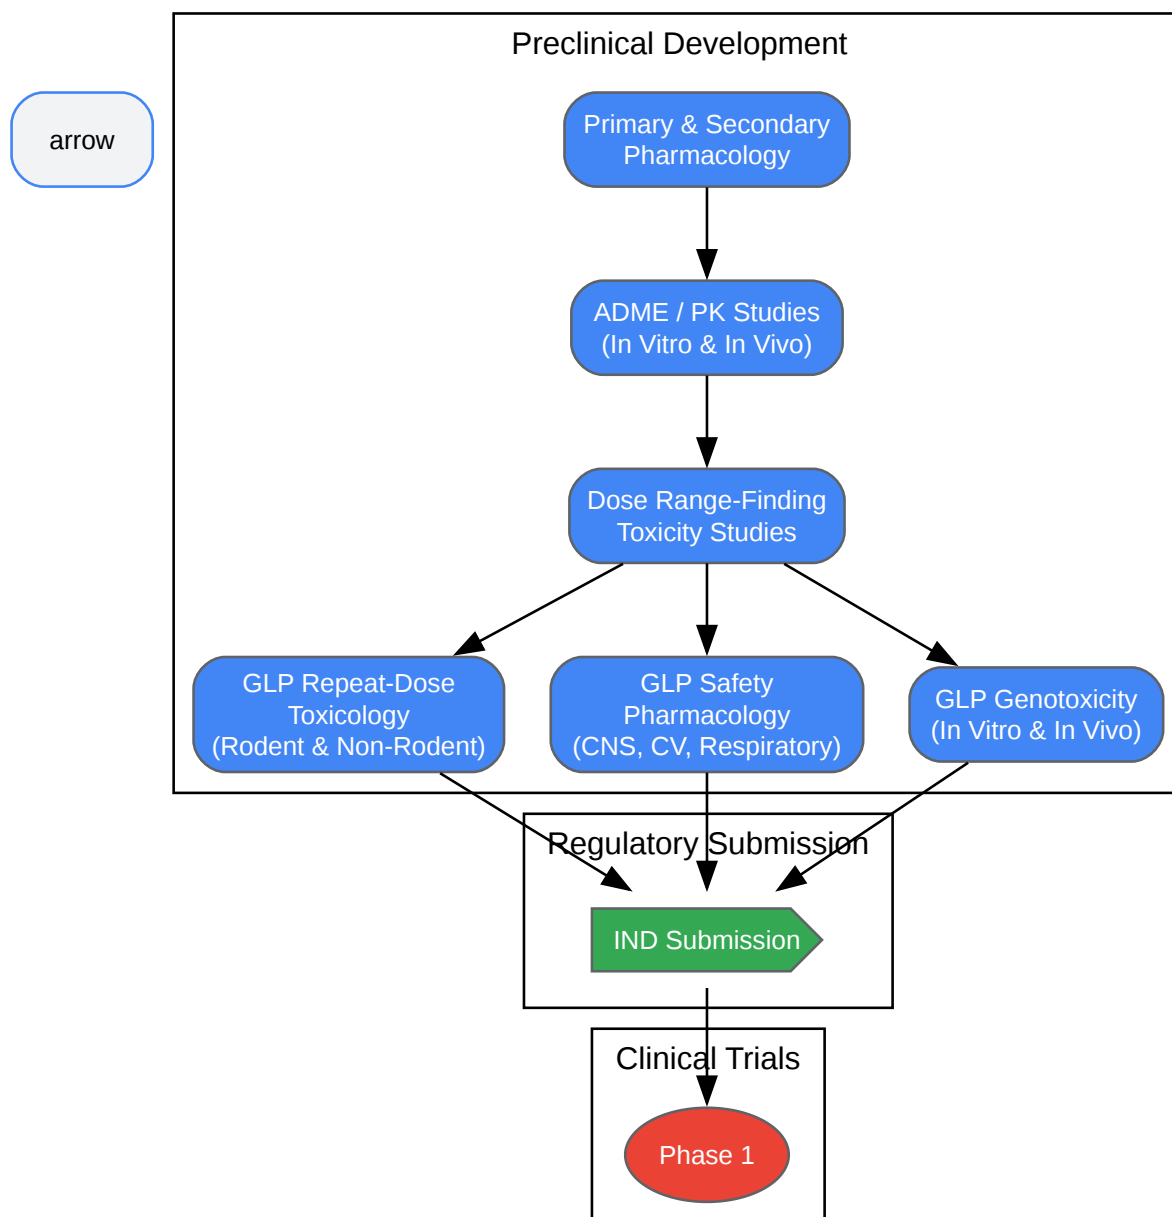 Preclinical Development
arrow
Primary & Secondary
Pharmacology
ADME / PK Studies
(In Vitro & In Vivo)
Dose Range-Finding
Toxicity Studies
GLP Repeat-Dose
Toxicology
(Rodent & Non-Rodent)
GLP Safety
Pharmacology
(CNS, CV, Respiratory)
GLP Genotoxicity
(In Vitro & In Vivo)
Regulatory Submission
IND Submission
Clinical Trials
Phase 1